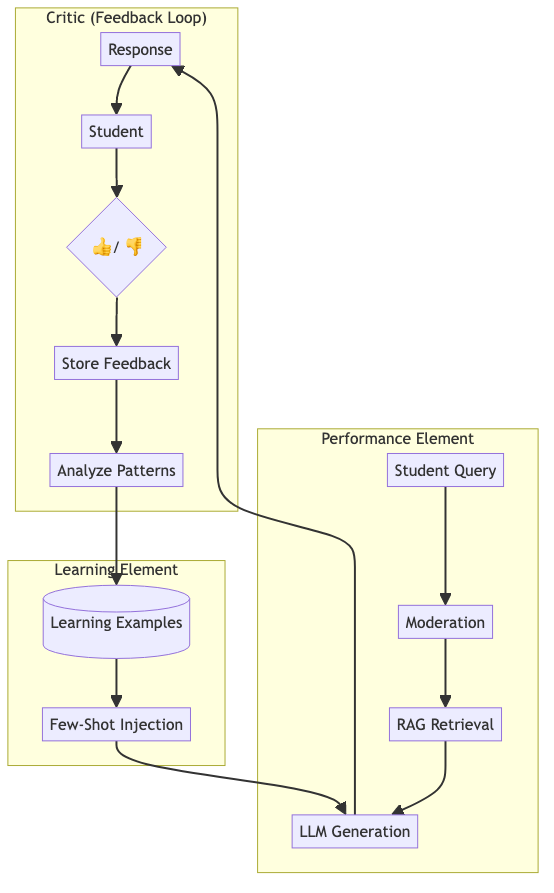 Critic (Feedback Loop)
Response
Student
👍/ 👎
Store Feedback
Analyze Patterns
Performance Element
Student Query
Moderation
RAG Retrieval
LLM Generation
Learning Element
Learning Examples
Few-Shot Injection